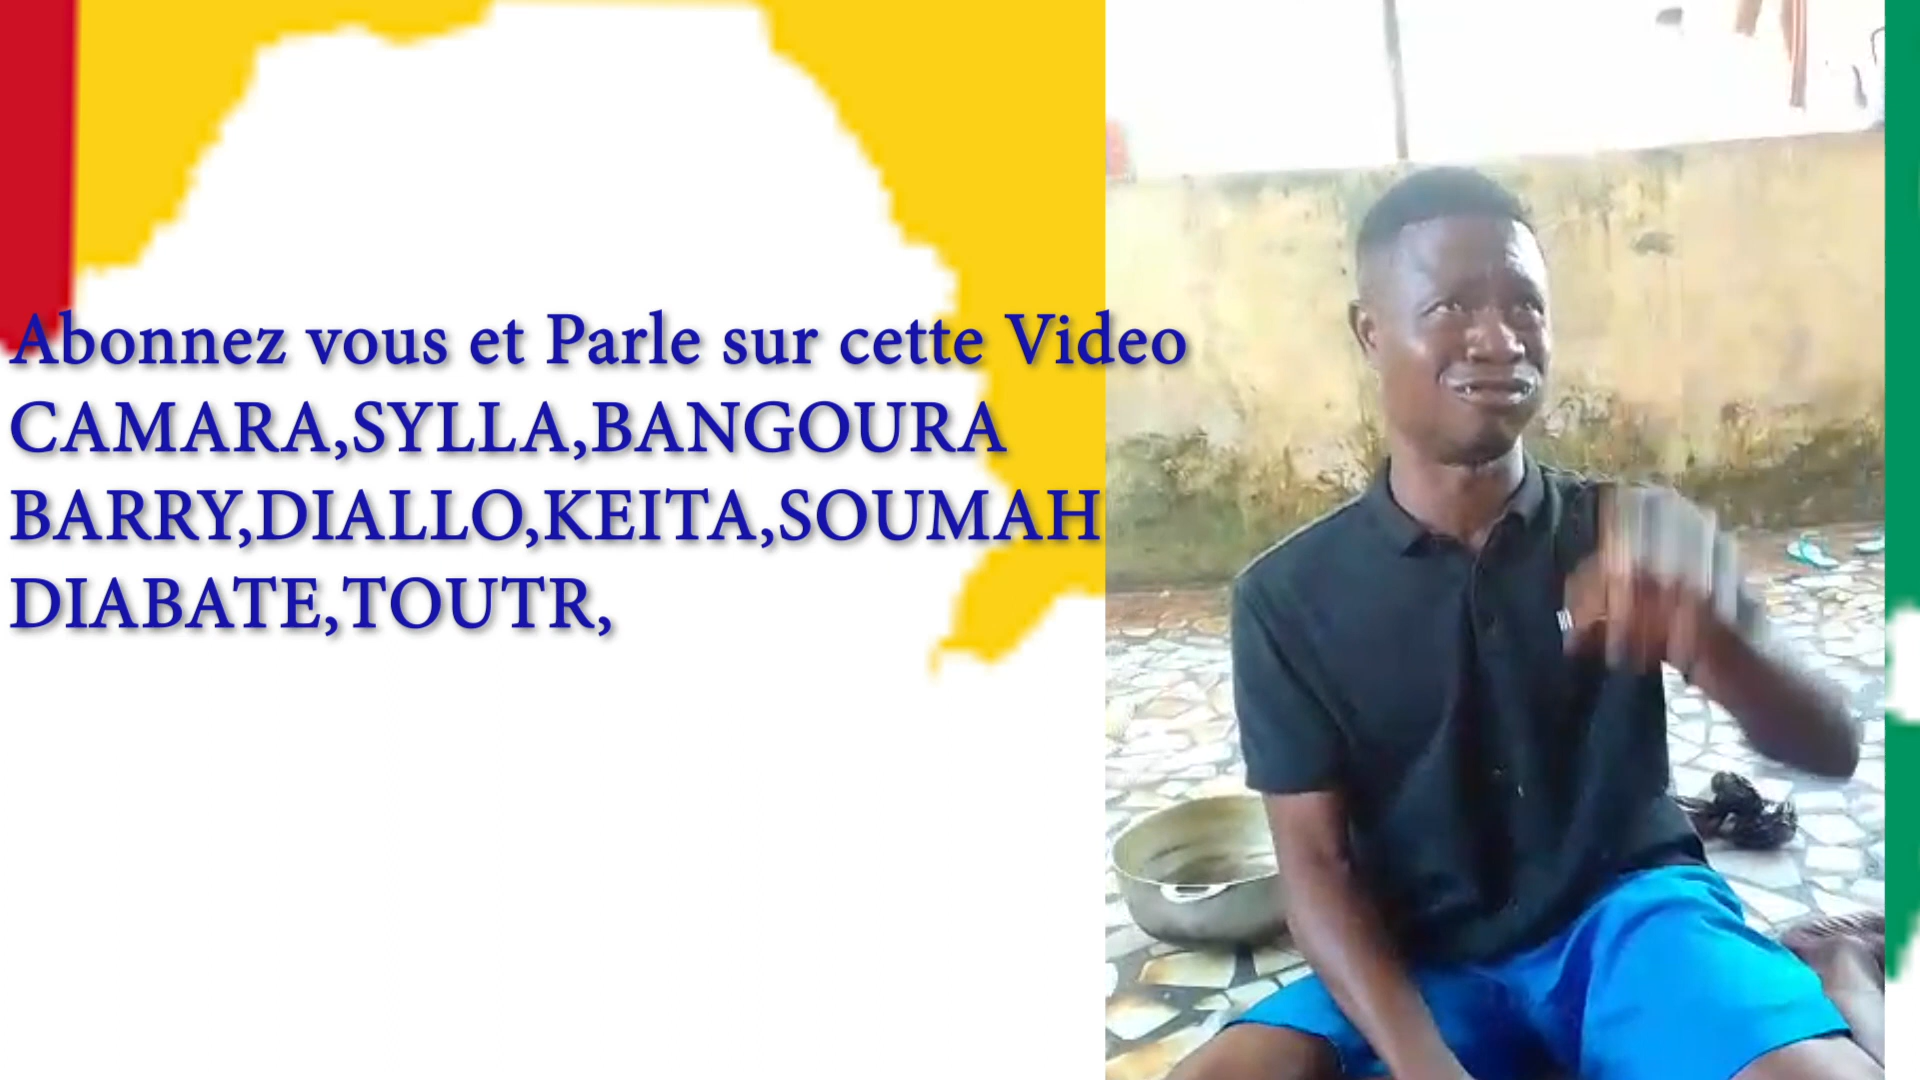 Abonnez vous et Parle sur cette Video
CAMARA,SYLLA,BANGOURA
BARRY,DIALLO,KEITA,SOUMAH
DIABATE,TOUTR,